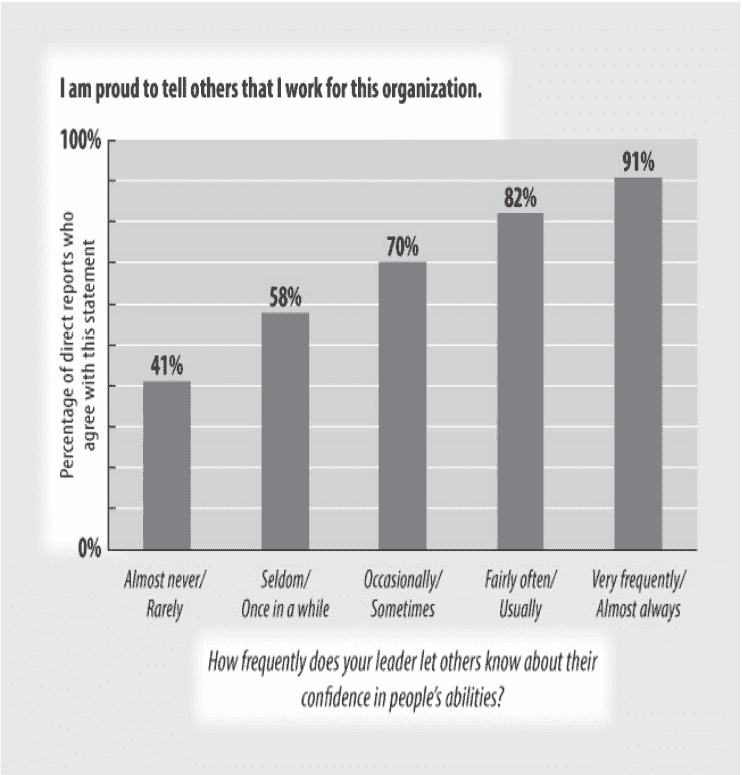 I am proud to tell others that I work for this organization.
100%
91%
82%
70%
58%
41%
0%
Percentage of direct reports who
agree with this statement
Almost never/
Rarely
Seldom/
Once in a while
Occasionally/
Sometimes
Fairly often/
Usually
Very frequently/
Almost always
How frequently does your leader let others know about their
confidence in people's abilities?